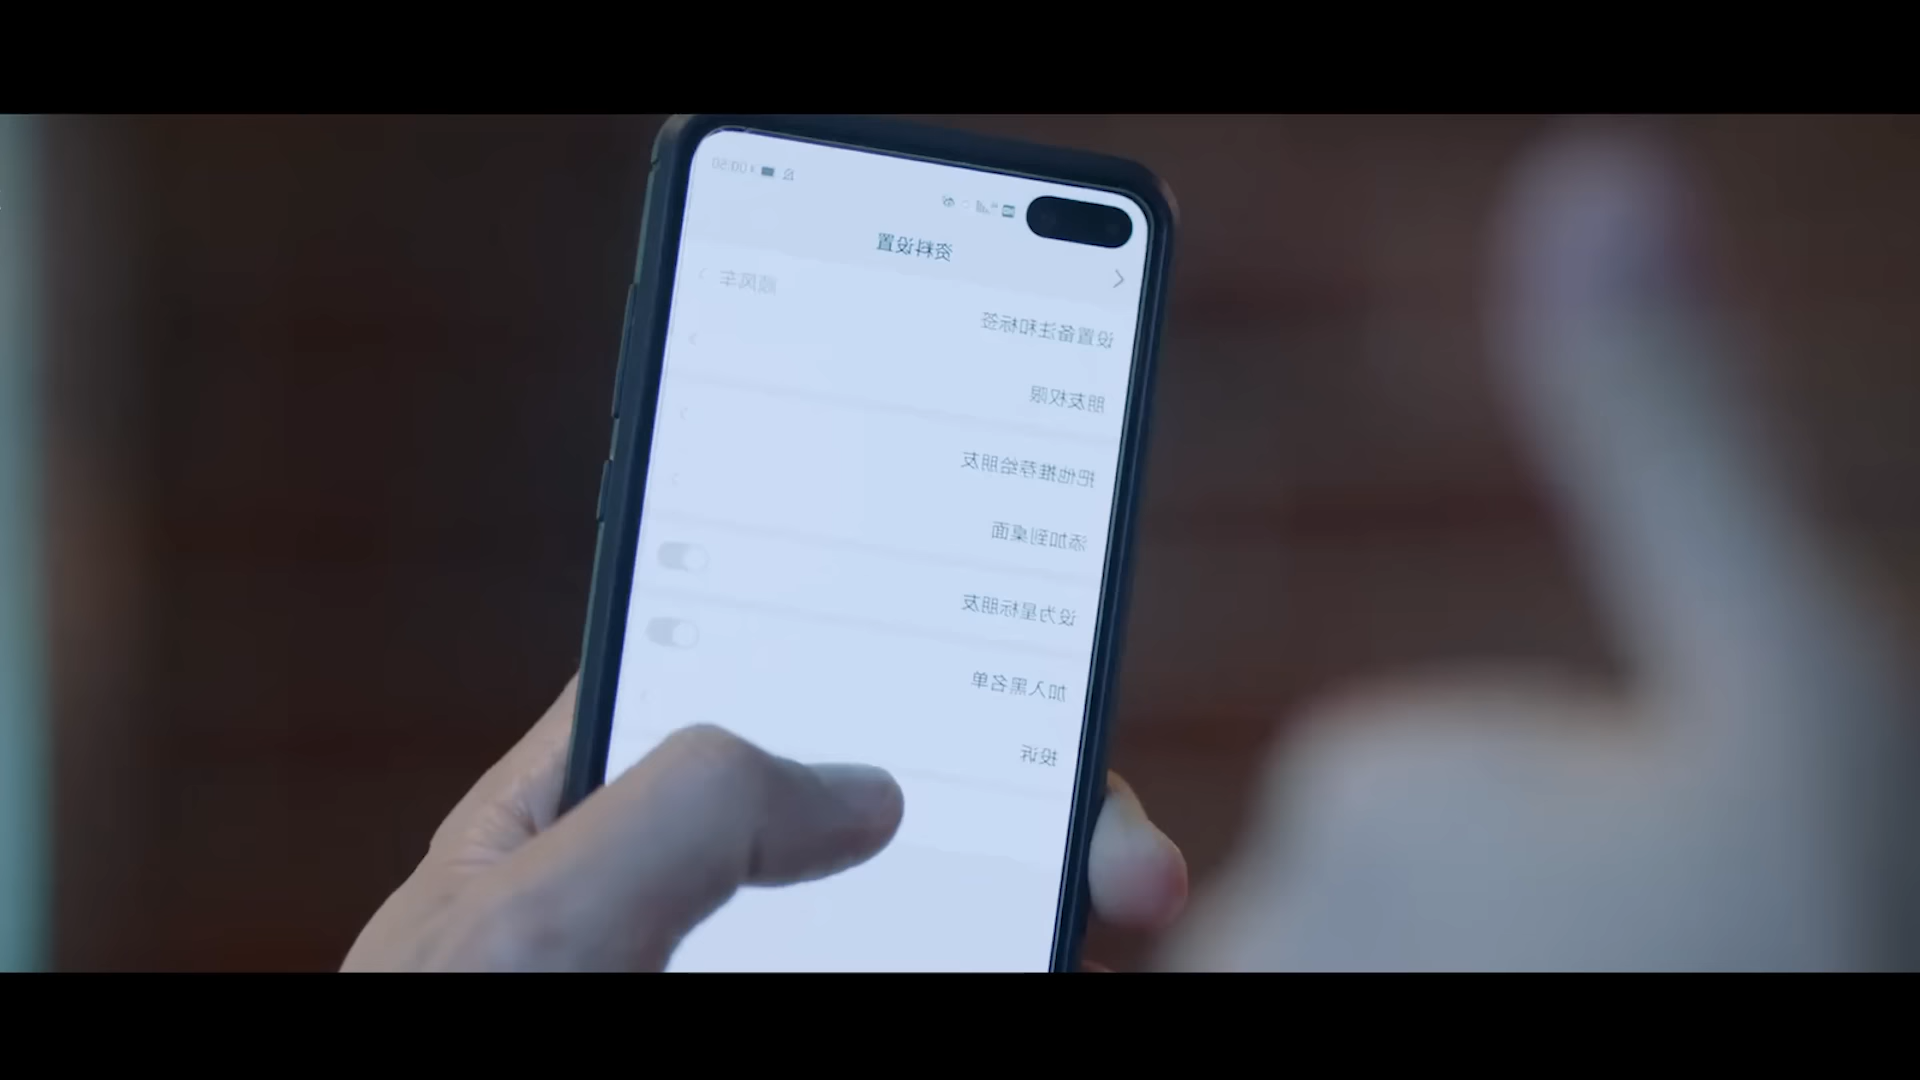 00:50
资料设置
设置备注和标签 顺风车
朋友权限
把他推荐给朋友
添加到桌面
设为星标朋友
加入黑名单
投诉